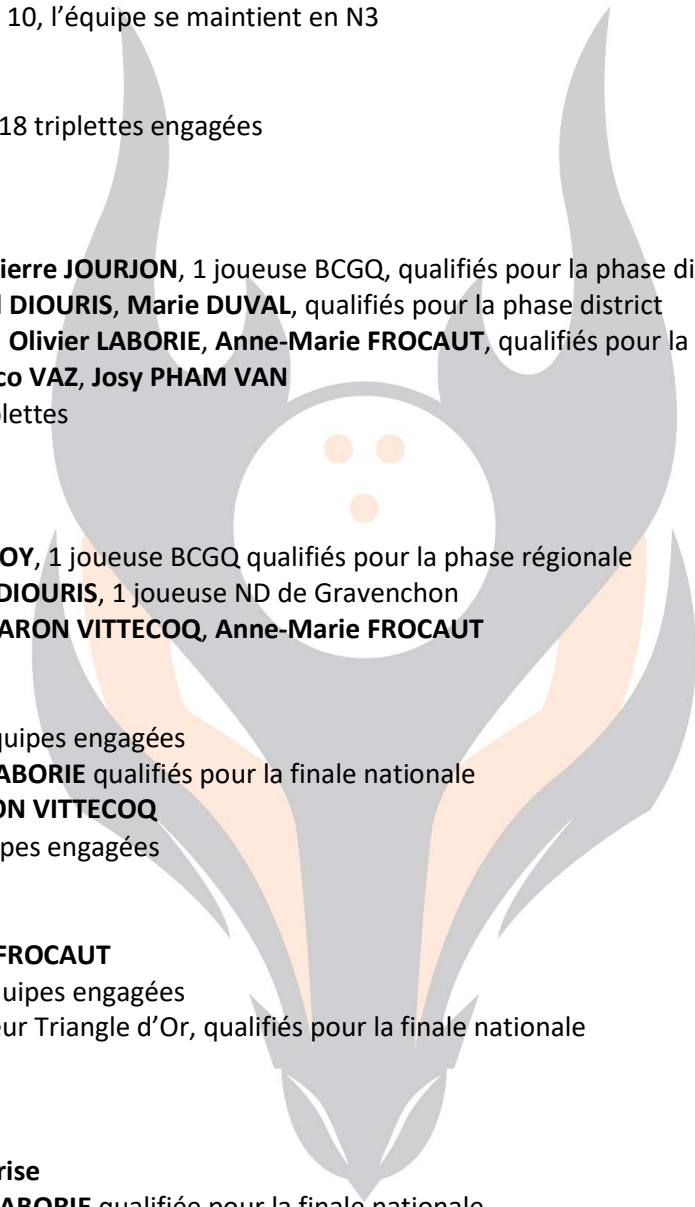 10, l’équipe se maintient en N3
18 triplettes engagées
ierre JOURJON, 1 joueuse BCGQ, qualifiés pour la phase di
DIOURIS, Marie DUVAL, qualifiés pour la phase district
Olivier LABORIE, Anne-Marie FROCAUT, qualifiés pour la
co VAZ, Josy PHAM VAN
lettes
OY, 1 joueuse BCGQ qualifiés pour la phase régionale
DIOURIS, 1 joueuse ND de Gravenchon
ARON VITTECOQ, Anne-Marie FROCAUT
quipes engagées
ABORIE qualifiés pour la finale nationale
ON VITTECOQ
ipes engagées
FROCAUT
uipes engagées
eur Triangle d’Or, qualifiés pour la finale nationale
rise
ABORIE qualifiée pour la finale nationale